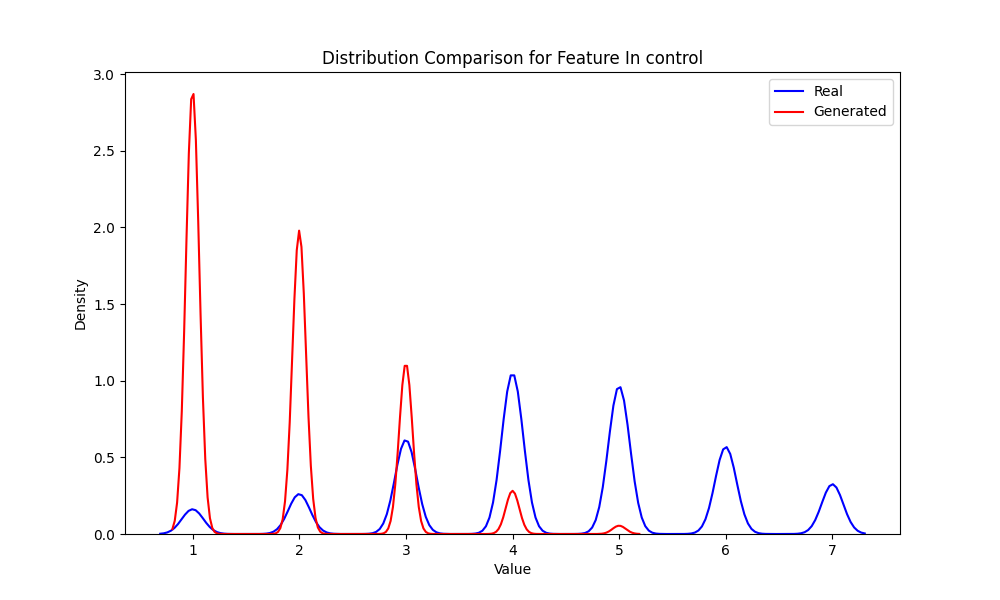 Distribution Comparison for Feature In control
Real
Generated
3.0
2.5
2.0
1.5
1.0
0.5
0.0
Density
1 2 3 4 5 6 7
Value